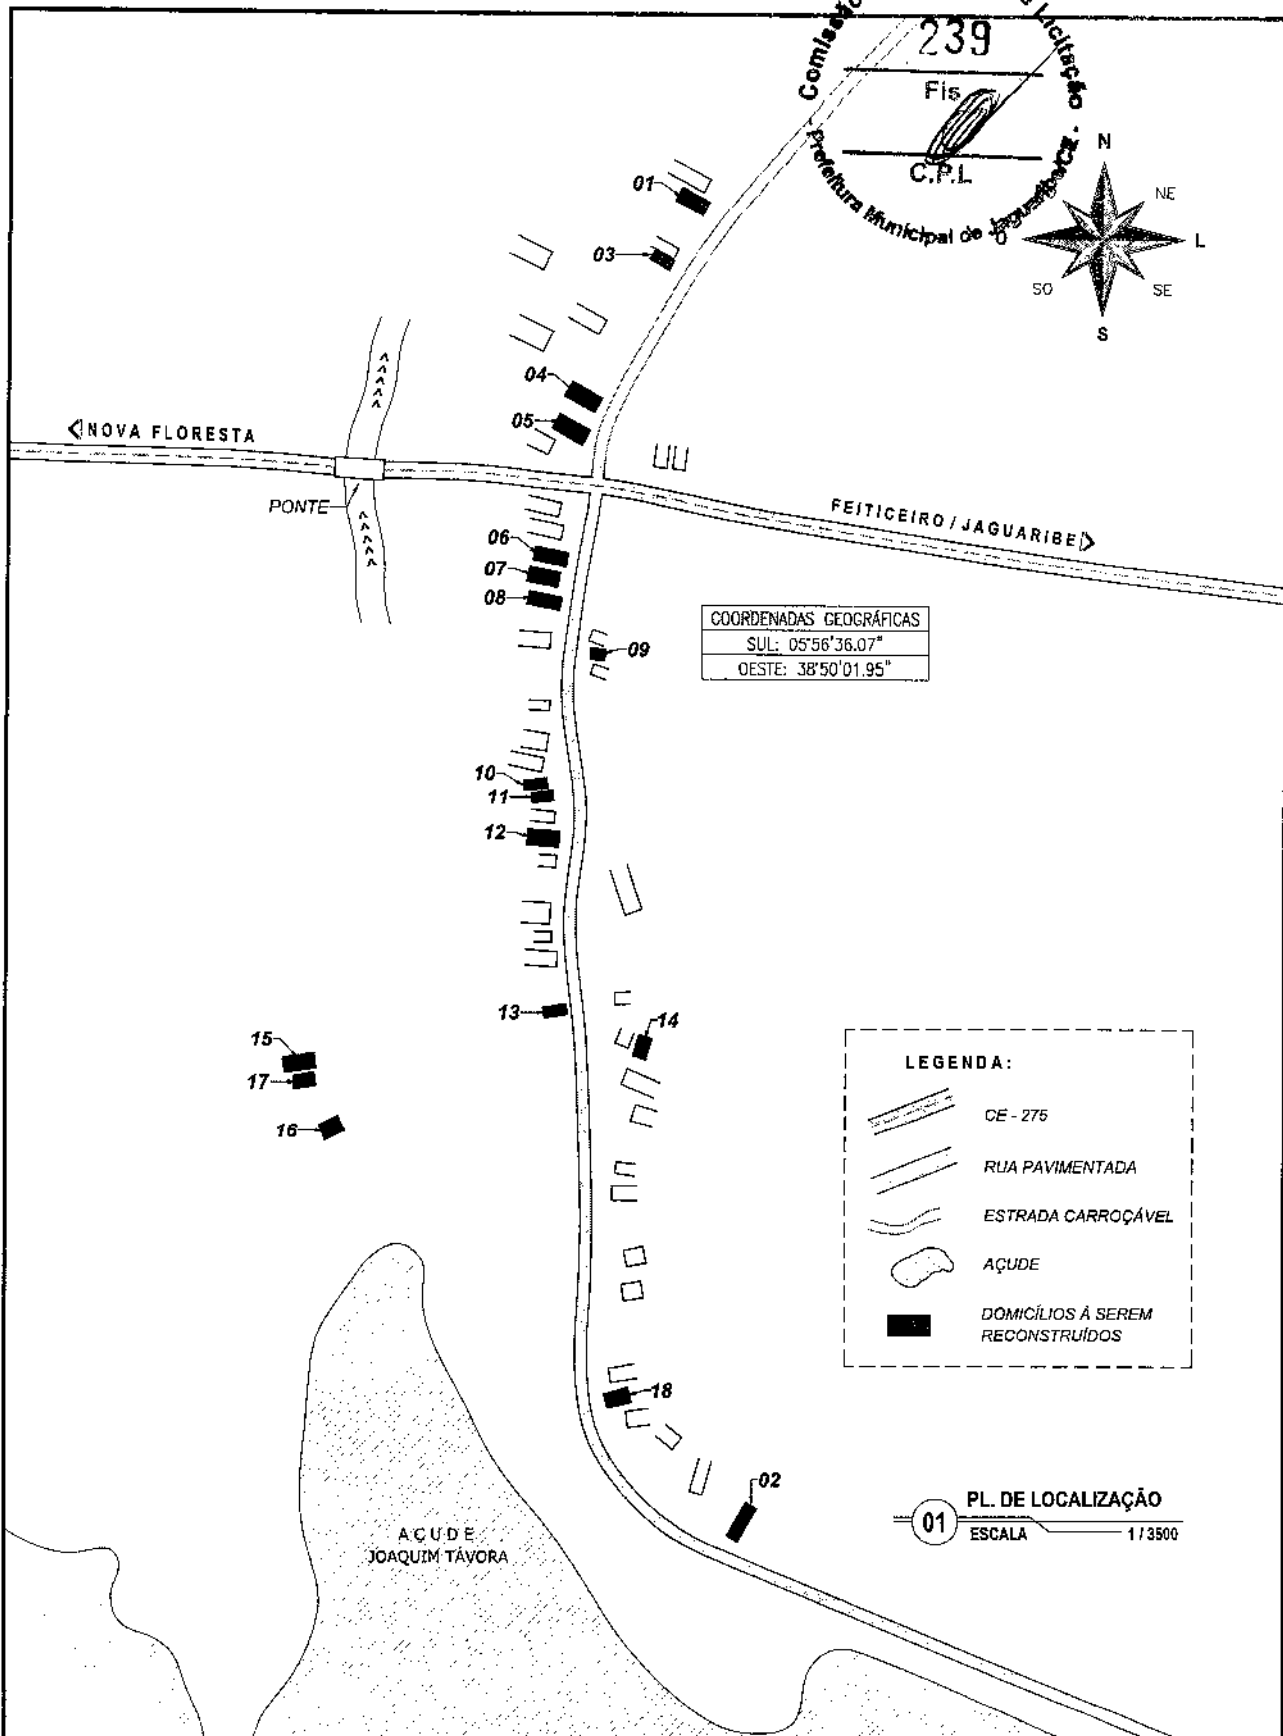 Comissão
Licitação
239
Fls
C.P.L
- Prefeitura Municipal de
N
NE
L
SE
S
SO
O
01
03
04
05
◁NOVA FLORESTA
PONTE
FEITICEIRO / JAGUARIBE▷
06
07
08
09
COORDENADAS GEOGRÁFICAS
SUL: 05°56'36.07"
OESTE: 38°50'01.95"
10
11
12
13
14
15
17
16
LEGENDA:
CE - 275
RUA PAVIMENTADA
ESTRADA CARROÇÁVEL
AÇUDE
DOMICÍLIOS À SEREM
RECONSTRUÍDOS
18
02
AÇUDE
JOAQUIM TÁVORA
01
PL. DE LOCALIZAÇÃO
ESCALA 1 / 3500